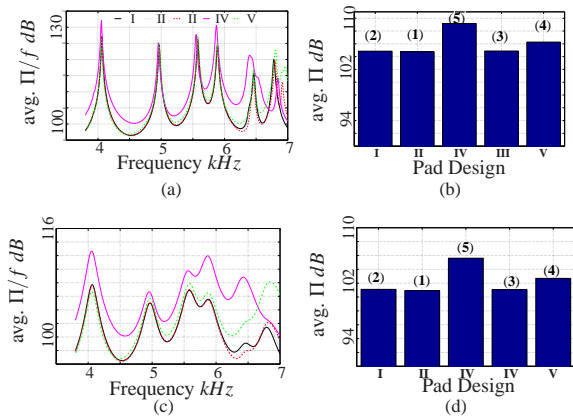 I II II IV V
avg. Π/f dB
130
100
4 5 6 7
Frequency kHz
(a)
avg. Π dB
110
102
94
(2) (1) (5) (3) (4)
I II IV III V
Pad Design
(b)
avg. Π/f dB
116
100
4 5 6 7
Frequency kHz
(c)
avg. Π dB
110
102
94
(2) (1) (5) (3) (4)
I II IV IV V
Pad Design
(d)